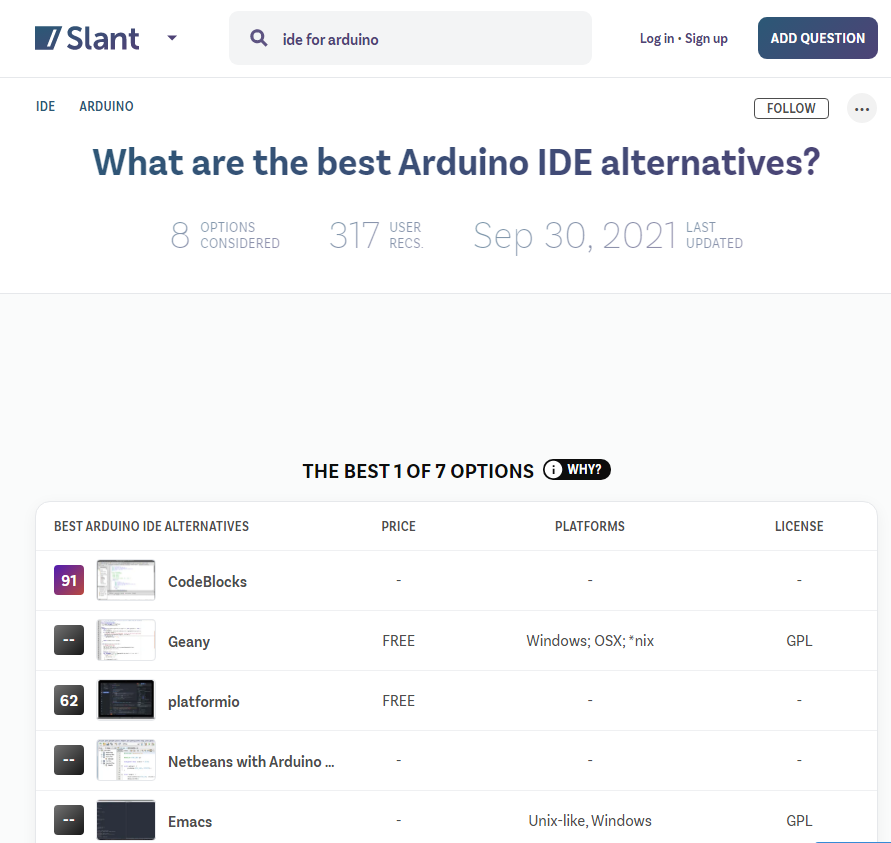 Slant
ide for arduino
Log in • Sign up
ADD QUESTION
IDE ARDUINO
FOLLOW
...
What are the best Arduino IDE alternatives?
8 OPTIONS CONSIDERED
317 USER RECS.
Sep 30, 2021 LAST UPDATED
THE BEST 1 OF 7 OPTIONS
i WHY?
BEST ARDUINO IDE ALTERNATIVES PRICE PLATFORMS LICENSE
91 CodeBlocks - - -
-- Geany FREE Windows; OSX; *nix GPL
62 platformio FREE - -
-- Netbeans with Arduino ... - - -
-- Emacs - Unix-like, Windows GPL